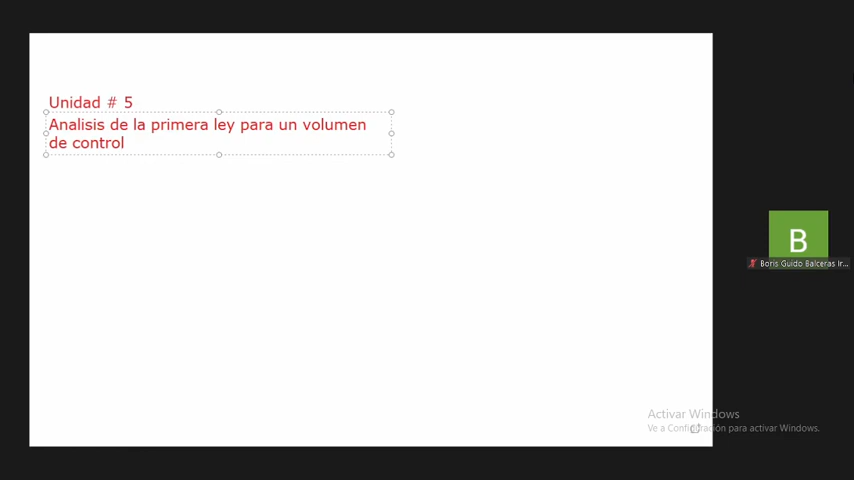 Unidad # 5
Analisis de la primera ley para un volumen
de control
B
Boris Guido Balceras Ir...
Activar Windows
Ve a Configuración para activar Windows.